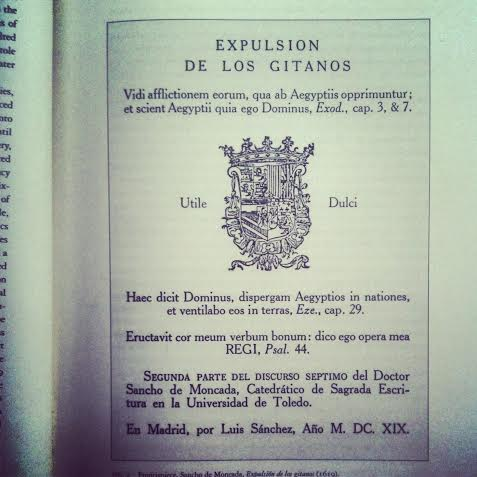 EXPULSION
DE LOS GITANOS
Vidi afflictionem eorum, qua ab Aegyptiis opprimuntur;
et scient Aegyptii quia ego Dominus, Exod., cap. 3, & 7.
Utile Dulci
Haec dicit Dominus, dispergam Aegyptios in nationes,
et ventilabo eos in terras, Eze., cap. 29.
Eructavit cor meum verbum bonum: dico ego opera mea
REGI, Psal. 44.
SEGUNDA PARTE DEL DISCURSO SEPTIMO del Doctor
Sancho de Moncada, Catedrático de Sagrada Escri-
tura en la Universidad de Toledo.
En Madrid, por Luis Sánchez, Año M. DC. XIX.
Frontispiece, Sancho de Moncada, Expulsión de los gitanos (1619).